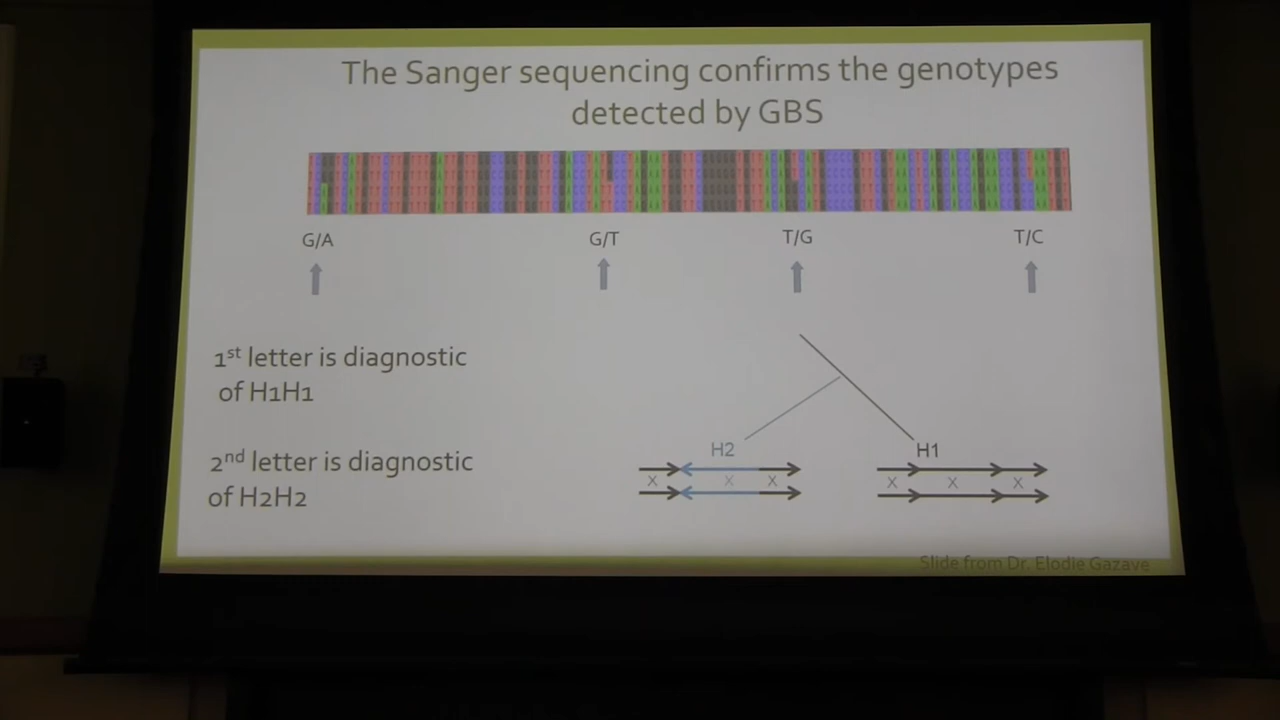 The Sanger sequencing confirms the genotypes
detected by GBS
G/A G/T T/G T/C
1st letter is diagnostic
of H1H1
2nd letter is diagnostic
of H2H2
H2 H1
X X X X X X
Slide from Dr. Elodie Gazave